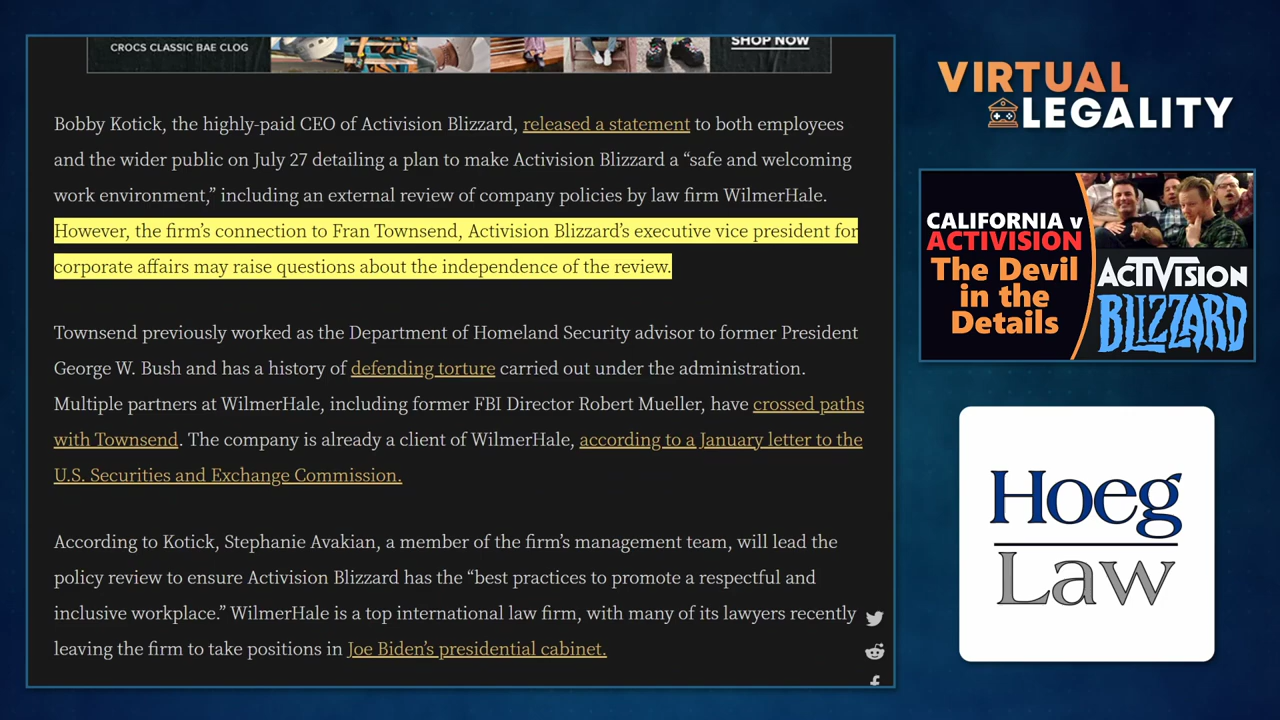 CROCS CLASSIC BAE CLOG
SHOP NOW
Bobby Kotick, the highly-paid CEO of Activision Blizzard, released a statement to both employees
and the wider public on July 27 detailing a plan to make Activision Blizzard a “safe and welcoming
work environment,” including an external review of company policies by law firm WilmerHale.
However, the firm’s connection to Fran Townsend, Activision Blizzard’s executive vice president for
corporate affairs may raise questions about the independence of the review.
Townsend previously worked as the Department of Homeland Security advisor to former President
George W. Bush and has a history of defending torture carried out under the administration.
Multiple partners at WilmerHale, including former FBI Director Robert Mueller, have crossed paths
with Townsend. The company is already a client of WilmerHale, according to a January letter to the
U.S. Securities and Exchange Commission.
According to Kotick, Stephanie Avakian, a member of the firm’s management team, will lead the
policy review to ensure Activision Blizzard has the “best practices to promote a respectful and
inclusive workplace.” WilmerHale is a top international law firm, with many of its lawyers recently
leaving the firm to take positions in Joe Biden’s presidential cabinet.
VIRTUAL
LEGALITY
CALIFORNIA v
ACTIVISION
The Devil
in the
Details
ACTIVISION
BLIZZARD
Hoeg
Law